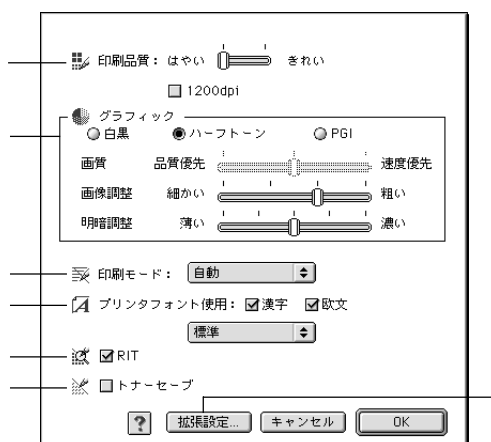 印刷品質： はやい きれい
1200dpi
グラフィック
白黒 ハーフトーン PGI
画質 品質優先 速度優先
画像調整 細かい 粗い
明暗調整 薄い 濃い
印刷モード： 自動
プリンタフォント使用： 漢字 欧文
標準
RIT
トナーセーブ
? 拡張設定... キャンセル OK